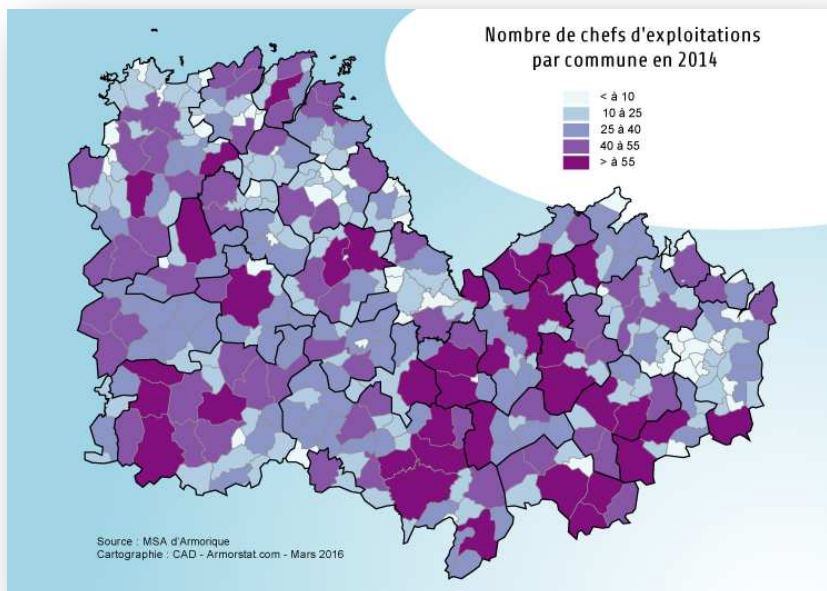 Nombre de chefs d'exploitations
par commune en 2014
< à 10
10 à 25
25 à 40
40 à 55
> à 55
Source : MSA d'Armorique
Cartographie : CAD - Armorstat.com - Mars 2016